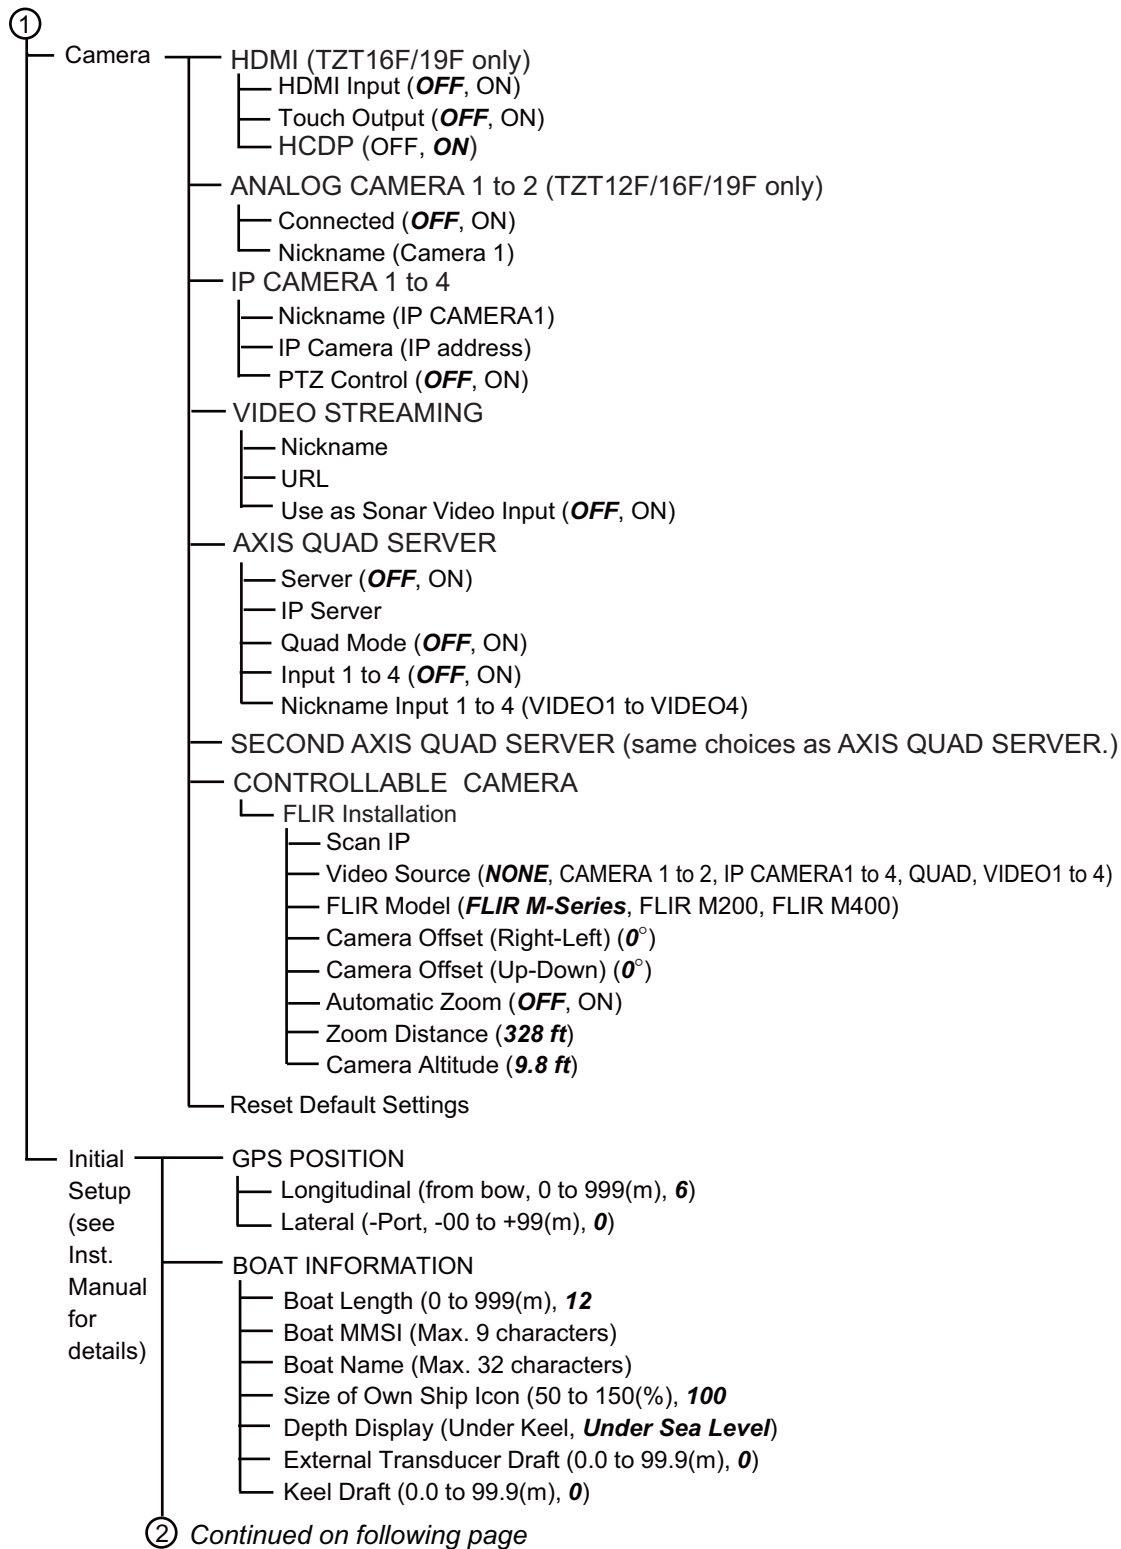 1
Camera
HDMI (TZT16F/19F only)
HDMI Input (OFF, ON)
Touch Output (OFF, ON)
HCDP (OFF, ON)
ANALOG CAMERA 1 to 2 (TZT12F/16F/19F only)
Connected (OFF, ON)
Nickname (Camera 1)
IP CAMERA 1 to 4
Nickname (IP CAMERA1)
IP Camera (IP address)
PTZ Control (OFF, ON)
VIDEO STREAMING
Nickname
URL
Use as Sonar Video Input (OFF, ON)
AXIS QUAD SERVER
Server (OFF, ON)
IP Server
Quad Mode (OFF, ON)
Input 1 to 4 (OFF, ON)
Nickname Input 1 to 4 (VIDEO1 to VIDEO4)
SECOND AXIS QUAD SERVER (same choices as AXIS QUAD SERVER.)
CONTROLLABLE CAMERA
FLIR Installation
Scan IP
Video Source (NONE, CAMERA 1 to 2, IP CAMERA1 to 4, QUAD, VIDEO1 to 4)
FLIR Model (FLIR M-Series, FLIR M200, FLIR M400)
Camera Offset (Right-Left) (0°)
Camera Offset (Up-Down) (0°)
Automatic Zoom (OFF, ON)
Zoom Distance (328 ft)
Camera Altitude (9.8 ft)
Reset Default Settings
Initial
Setup
(see
Inst.
Manual
for
details)
GPS POSITION
Longitudinal (from bow, 0 to 999(m), 6)
Lateral (-Port, -00 to +99(m), 0)
BOAT INFORMATION
Boat Length (0 to 999(m), 12
Boat MMSI (Max. 9 characters)
Boat Name (Max. 32 characters)
Size of Own Ship Icon (50 to 150(%), 100
Depth Display (Under Keel, Under Sea Level)
External Transducer Draft (0.0 to 99.9(m), 0)
Keel Draft (0.0 to 99.9(m), 0)
2 Continued on following page